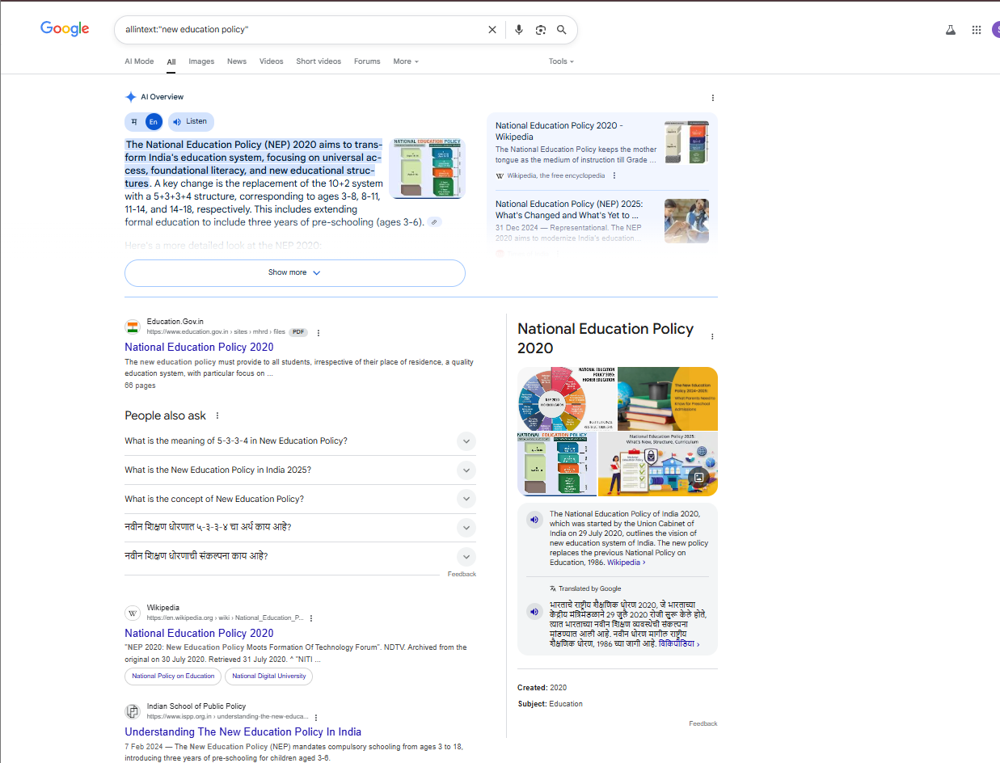 Google
allintext:"new education policy"
AI Mode
All
Images
News
Videos
Short videos
Forums
More
Tools
AI Overview
म
En
Listen
The National Education Policy (NEP) 2020 aims to trans-
form India's education system, focusing on universal ac-
cess, foundational literacy, and new educational struc-
tures. A key change is the replacement of the 10+2 system
with a 5+3+3+4 structure, corresponding to ages 3-8, 8-11,
11-14, and 14-18, respectively. This includes extending
formal education to include three years of pre-schooling (ages 3-6).
Here's a more detailed look at the NEP 2020:
Show more
NATIONAL EDUCATION POLICY
National Education Policy 2020 -
Wikipedia
The National Education Policy keeps the mother
tongue as the medium of instruction till Grade ...
W Wikipedia, the free encyclopedia
National Education Policy (NEP) 2025:
What's Changed and What's Yet to ...
31 Dec 2024 — Representational. The NEP
2020 aims to modernize India's education...
Education.Gov.in
https://www.education.gov.in › sites › mhrd › files
PDF
National Education Policy 2020
The new education policy must provide to all students, irrespective of their place of residence, a quality
education system, with particular focus on ...
66 pages
People also ask
What is the meaning of 5-3-3-4 in New Education Policy?
What is the New Education Policy in India 2025?
What is the concept of New Education Policy?
नवीन शिक्षण धोरणात ५-३-३-४ चा अर्थ काय आहे?
नवीन शिक्षण धोरणाची संकल्पना काय आहे?
Feedback
W
Wikipedia
https://en.wikipedia.org › wiki › National_Education_P...
National Education Policy 2020
"NEP 2020: New Education Policy Moots Formation Of Technology Forum". NDTV. Archived from the
original on 30 July 2020. Retrieved 31 July 2020. ^ "NITI ...
National Policy on Education
National Digital University
Indian School of Public Policy
https://www.ispp.org.in › understanding-the-new-educa...
Understanding The New Education Policy In India
7 Feb 2024 — The New Education Policy (NEP) mandates compulsory schooling from ages 3 to 18,
introducing three years of pre-schooling for children aged 3-6.
National Education Policy
2020
NATIONAL EDUCATION
POLICY 2020:
HIGHER EDUCATION
NEP 2020
The New Education
Policy 2024-2025:
What Parents Need to
Know for Preschool
Admissions
NATIONAL EDUCATION POLICY
National Education Policy 2025:
What's New, Structure, Curriculum
The National Education Policy of India 2020,
which was started by the Union Cabinet of
India on 29 July 2020, outlines the vision of
new education system of India. The new policy
replaces the previous National Policy on
Education, 1986. Wikipedia ›
Translated by Google
भारताचे राष्ट्रीय शैक्षणिक धोरण 2020, जे भारताच्या
केंद्रीय मंत्रिमंडळाने 29 जुलै 2020 रोजी सुरू केले होते,
त्यात भारताच्या नवीन शिक्षण व्यवस्थेची संकल्पना
मांडण्यात आली आहे. नवीन धोरण मागील राष्ट्रीय
शैक्षणिक धोरण, 1986 च्या जागी आहे. विकिपीडिया ›
Created: 2020
Subject: Education
Feedback